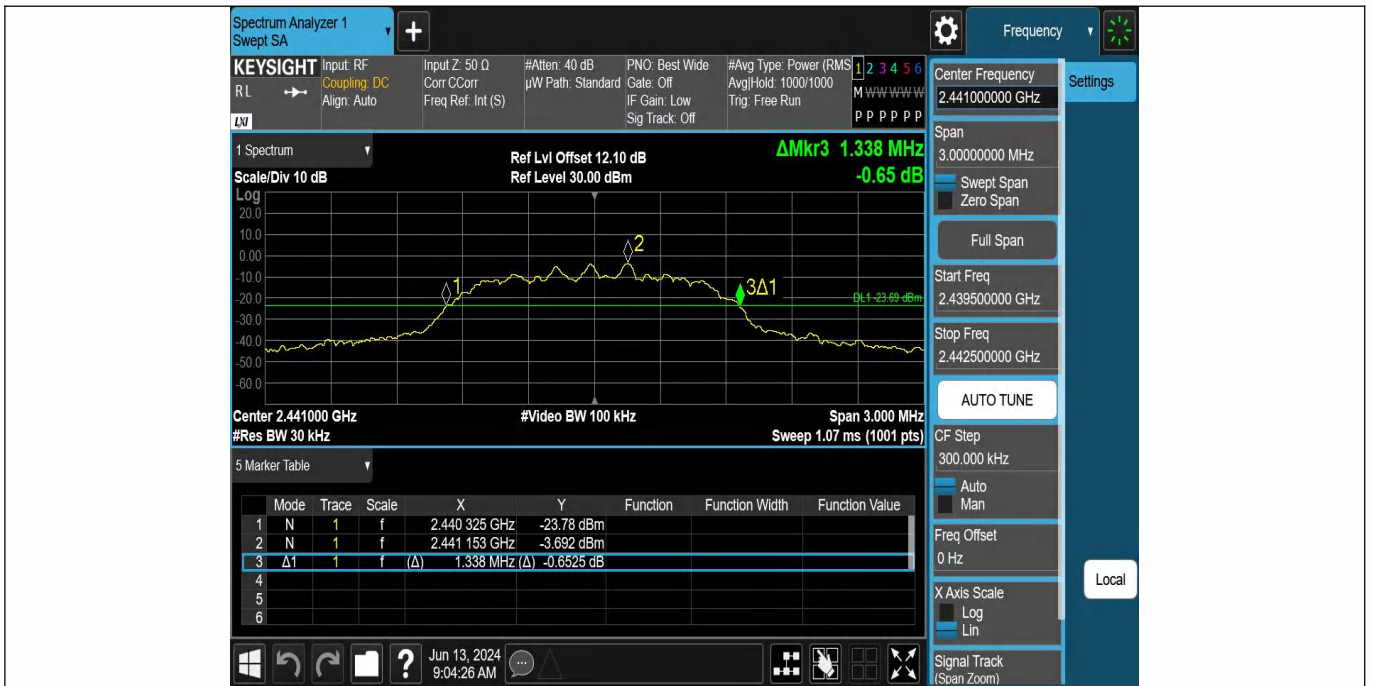 Spectrum Analyzer 1
Swept SA
+
Frequency
KEYSIGHT
RL
LXI
Input: RF
Coupling: DC
Align: Auto
Input Z: 50 Ω
Corr CCorr
Freq Ref: Int (S)
#Atten: 40 dB
µW Path: Standard
PNO: Best Wide
Gate: Off
IF Gain: Low
Sig Track: Off
#Avg Type: Power (RMS
Avg|Hold: 1000/1000
Trig: Free Run
1 2 3 4 5 6
M W W W W W
P P P P P P
1 Spectrum
Scale/Div 10 dB
Ref Lvl Offset 12.10 dB
Ref Level 30.00 dBm
ΔMkr3 1.338 MHz
-0.65 dB
Log
20.0
10.0
0.00
-10.0
-20.0
-30.0
-40.0
-50.0
-60.0
1
2
3Δ1
DL1 -23.69 dBm
Center 2.441000 GHz
#Video BW 100 kHz
Span 3.000 MHz
#Res BW 30 kHz
Sweep 1.07 ms (1001 pts)
5 Marker Table
Mode Trace Scale X Y Function Function Width Function Value
1 N 1 f 2.440 325 GHz -23.78 dBm
2 N 1 f 2.441 153 GHz -3.692 dBm
3 Δ1 1 f (Δ) 1.338 MHz (Δ) -0.6525 dB
4
5
6
Center Frequency
2.441000000 GHz
Settings
Span
3.00000000 MHz
Swept Span
Zero Span
Full Span
Start Freq
2.439500000 GHz
Stop Freq
2.442500000 GHz
AUTO TUNE
CF Step
300.000 kHz
Auto
Man
Freq Offset
0 Hz
X Axis Scale
Log
Lin
Local
Signal Track
(Span Zoom)
?
Jun 13, 2024
9:04:26 AM